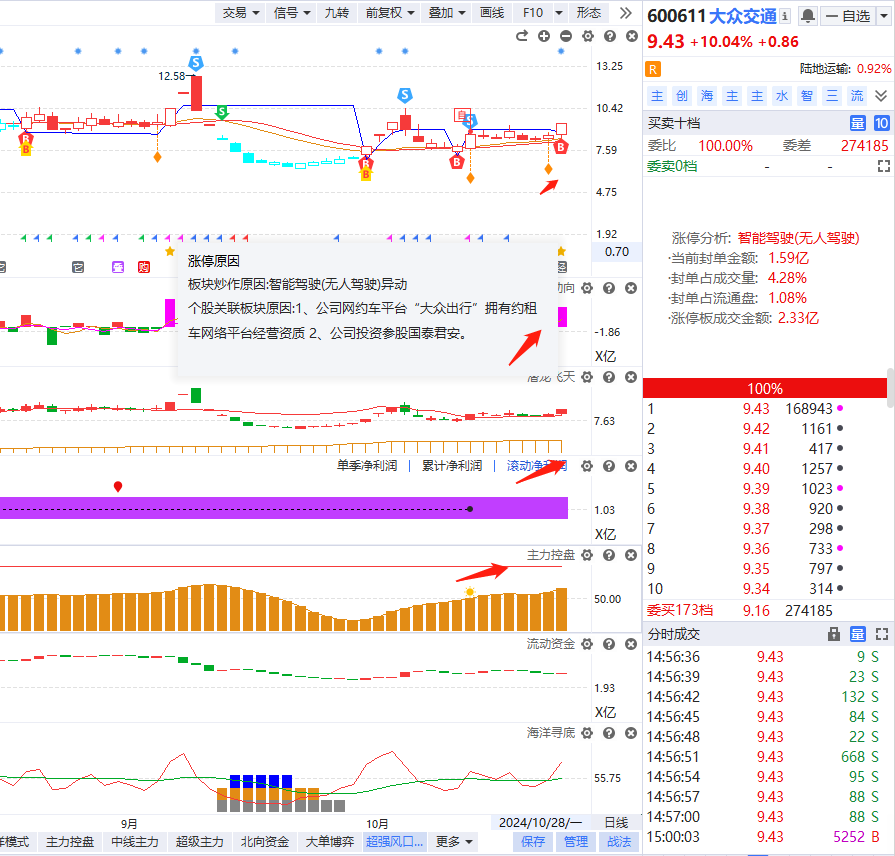 交易 信号 九转 前复权 叠加 画线 F10 形态
600611 大众交通 自选
9.43 +10.04% +0.86
R 陆地运输: 0.92%
主 创 海 主 主 水 智 三 流
买卖十档 量 10
委比 100.00% 委差 274185
委卖0档 - -
涨停分析: 智能驾驶(无人驾驶)
·当前封单金额: 1.59亿
·封单占成交量: 4.28%
·封单占流通盘: 1.08%
·涨停板成交金额: 2.33亿
100%
1 9.43 168943
2 9.42 1161
3 9.41 417
4 9.40 1257
5 9.39 1023
6 9.38 920
7 9.37 298
8 9.36 733
9 9.35 797
10 9.34 314
委买173档 9.16 274185
分时成交 量
14:56:36 9.43 9 S
14:56:39 9.43 23 S
14:56:42 9.43 132 S
14:56:45 9.43 84 S
14:56:48 9.43 22 S
14:56:51 9.43 668 S
14:56:54 9.43 95 S
14:56:57 9.43 88 S
14:57:00 9.43 88 S
15:00:03 9.43 5252 B
12.58
S
S
S
B
B
B
B
B
B
13.25
10.42
7.59
4.75
1.92
0.70
购
涨停原因
板块炒作原因:智能驾驶(无人驾驶)异动
个股关联板块原因:1、公司网约车平台“大众出行”拥有约租
车网络平台经营资质 2、公司投资参股国泰君安。
向
-1.86
X亿
潜龙飞天
7.63
单季净利润 | 累计净利润 | 滚动净利润
1.03
X亿
主力控盘
50.00
流动资金
1.93
X亿
海洋寻底
55.75
9月 10月 2024/10/28/一 日线
样模式 主力控盘 中线主力 超级主力 北向资金 大单博弈 超强风口... 更多 保存 管理 战法